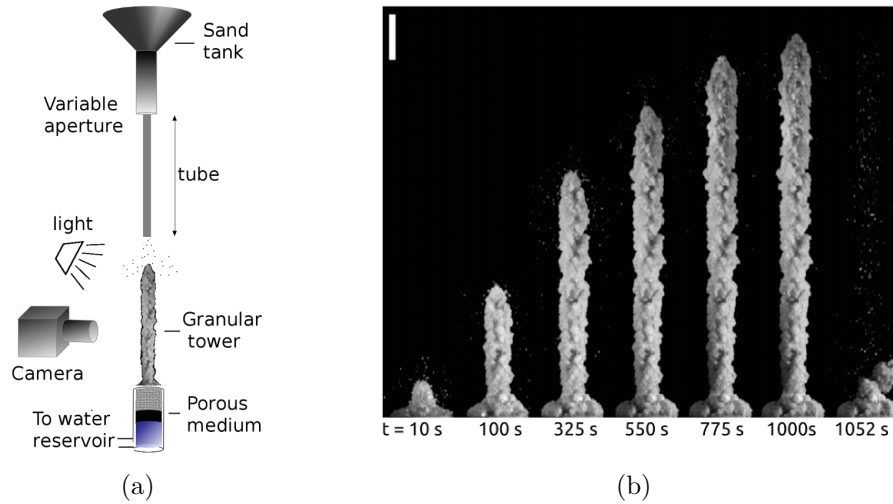 Sand
tank
Variable
aperture
tube
light
Granular
tower
Camera
Porous
medium
To water
reservoir
(a)
t = 10 s 100 s 325 s 550 s 775 s 1000s 1052 s
(b)